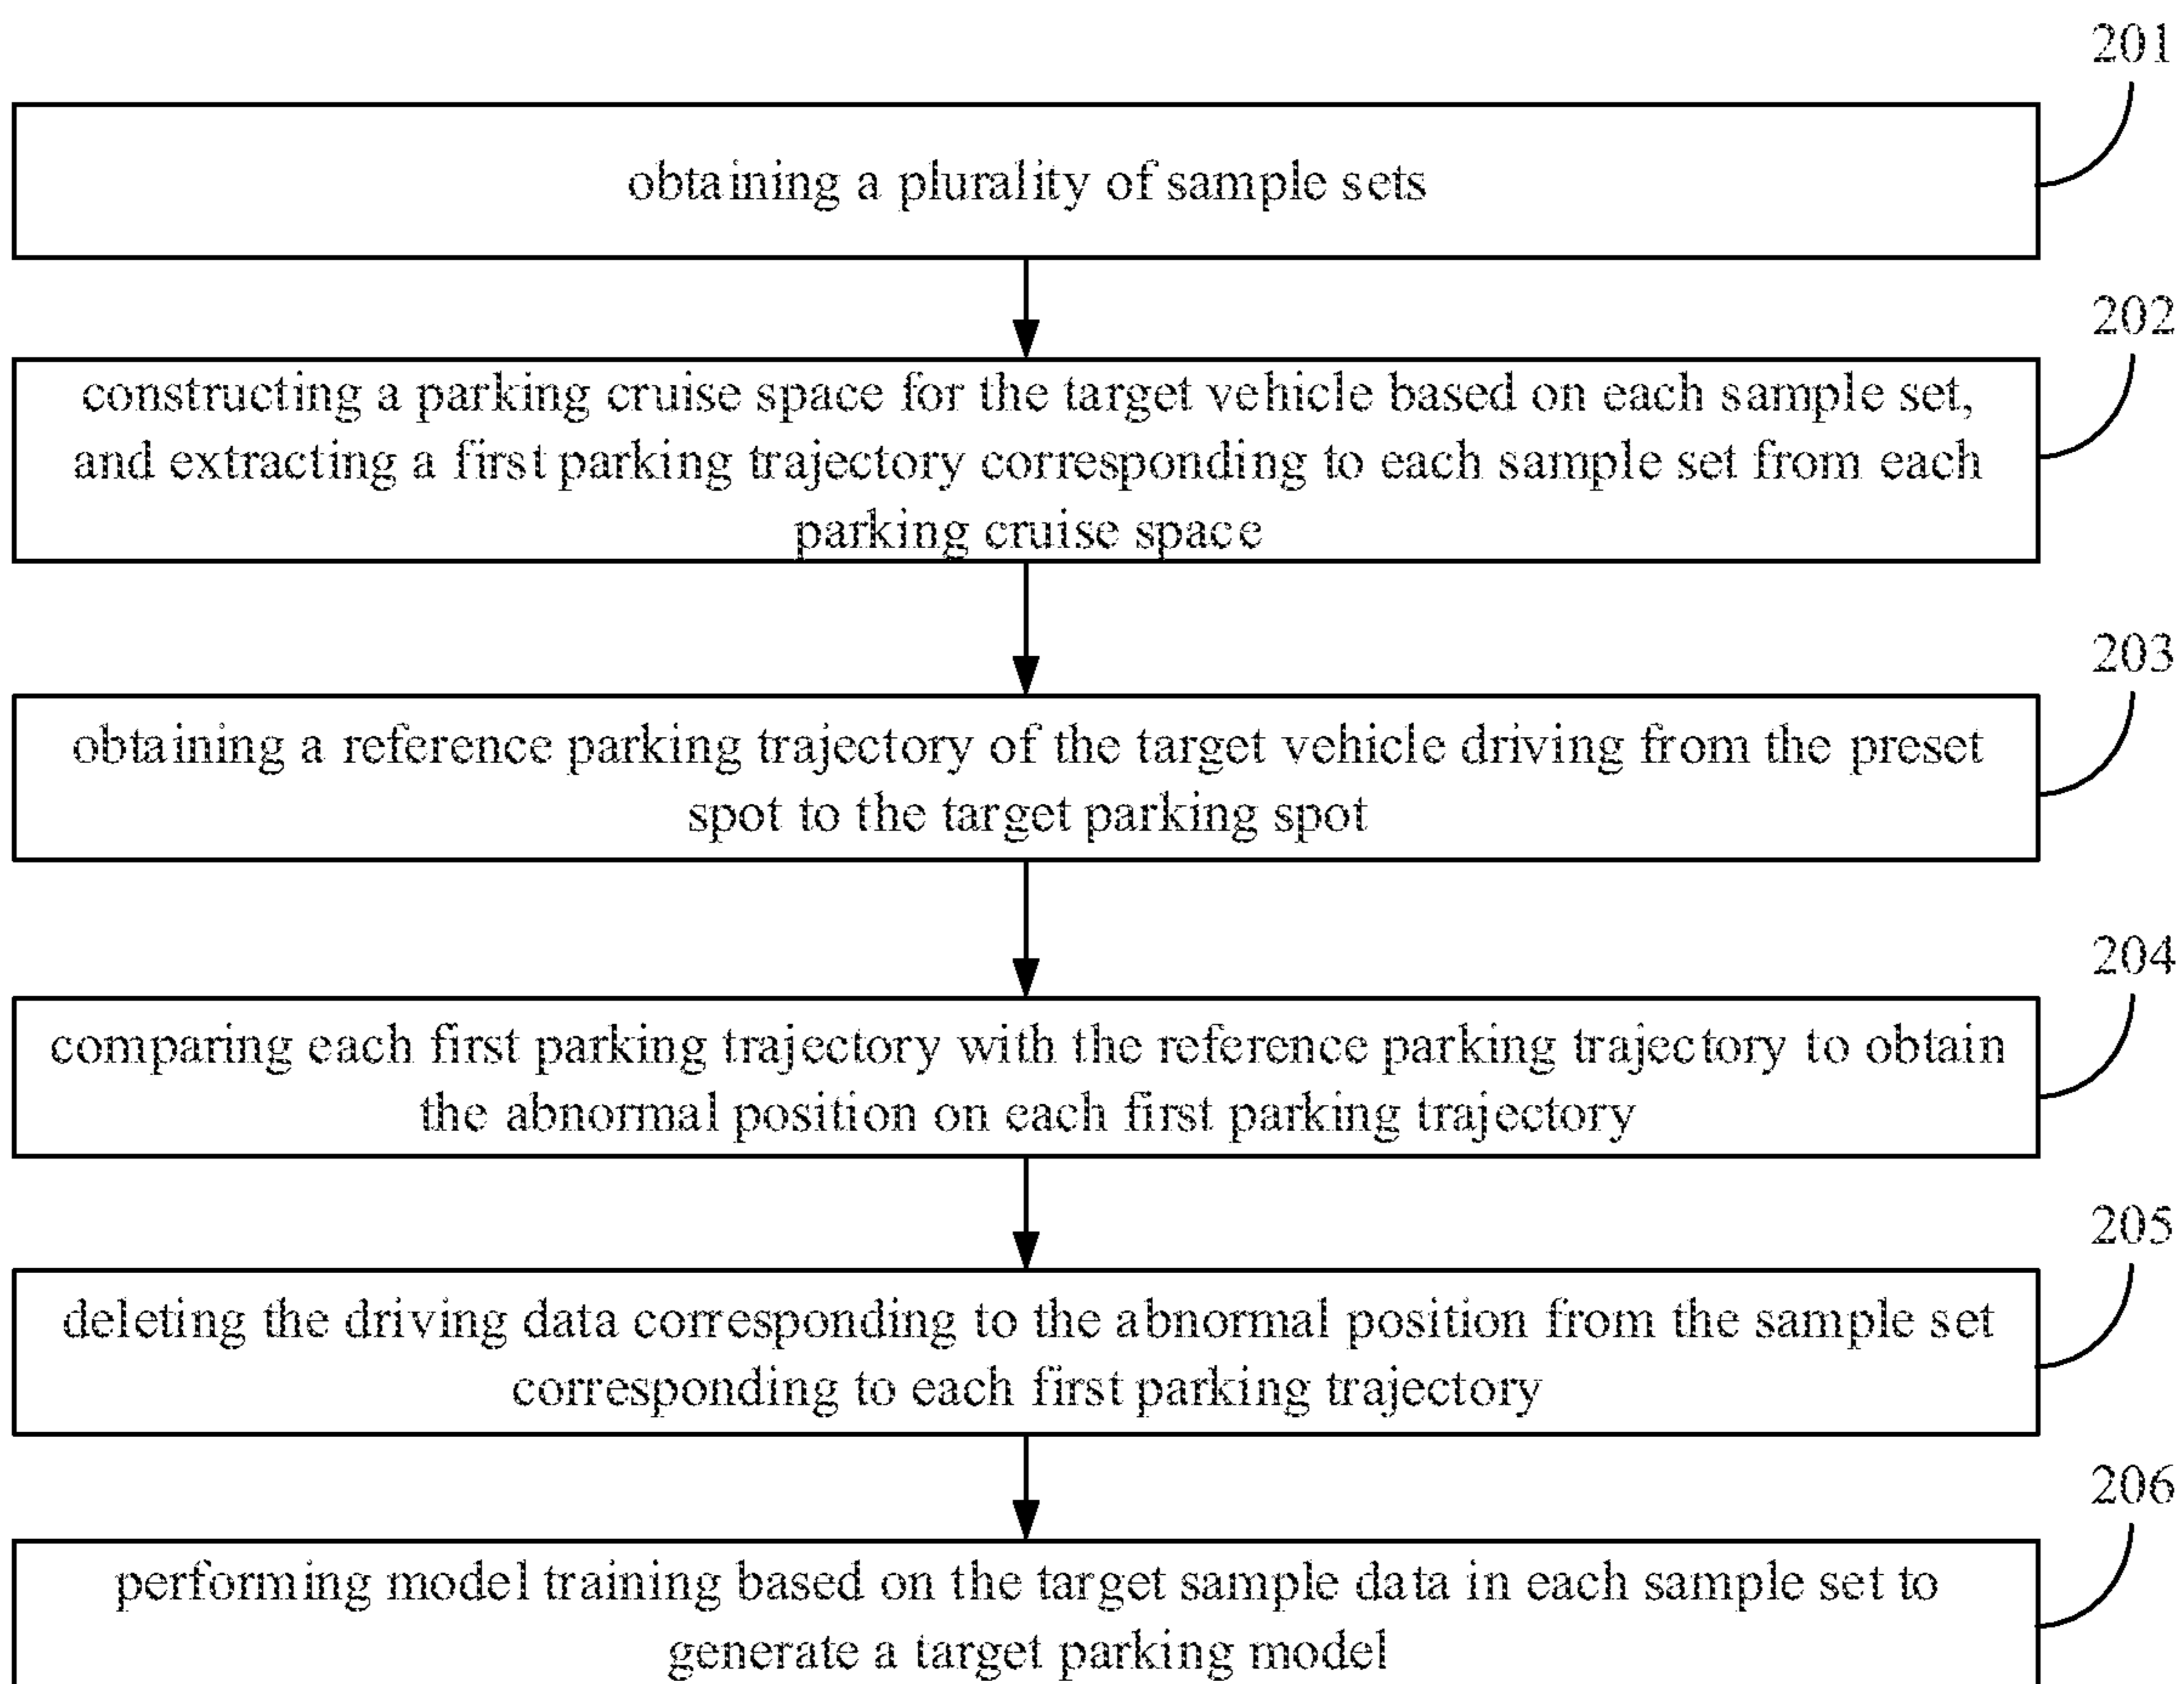 201
obtaining a plurality of sample sets
202
constructing a parking cruise space for the target vehicle based on each sample set,
and extracting a first parking trajectory corresponding to each sample set from each
parking cruise space
203
obtaining a reference parking trajectory of the target vehicle driving from the preset
spot to the target parking spot
204
comparing each first parking trajectory with the reference parking trajectory to obtain
the abnormal position on each first parking trajectory
205
deleting the driving data corresponding to the abnormal position from the sample set
corresponding to each first parking trajectory
206
performing model training based on the target sample data in each sample set to
generate a target parking model